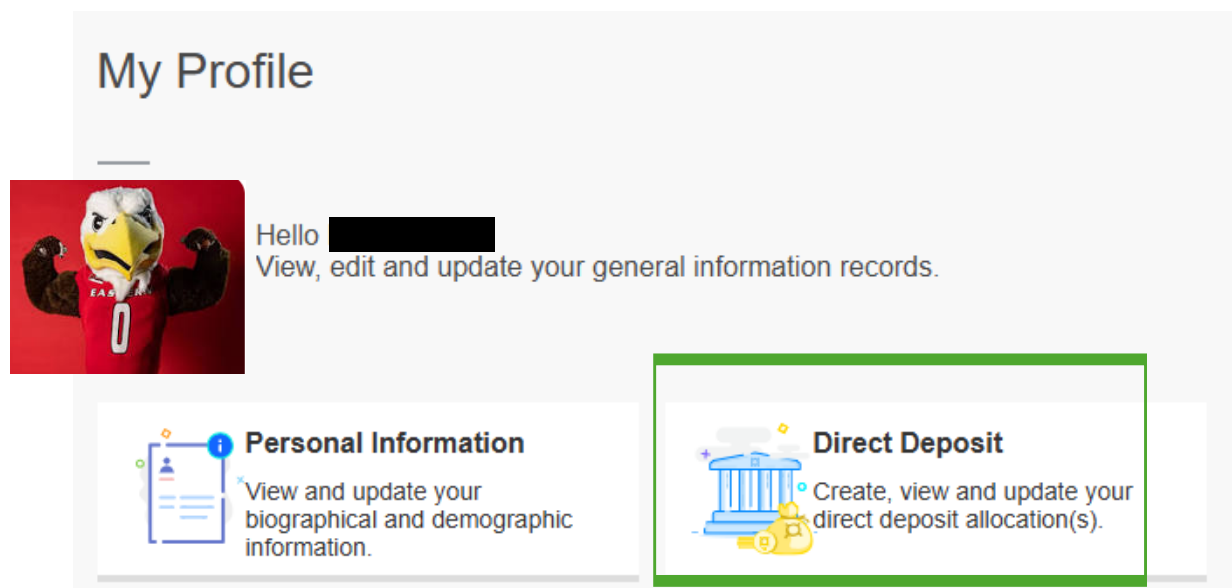 My Profile
Hello
View, edit and update your general information records.
EASTERN
0
Personal Information
View and update your
biographical and demographic
information.
Direct Deposit
Create, view and update your
direct deposit allocation(s).